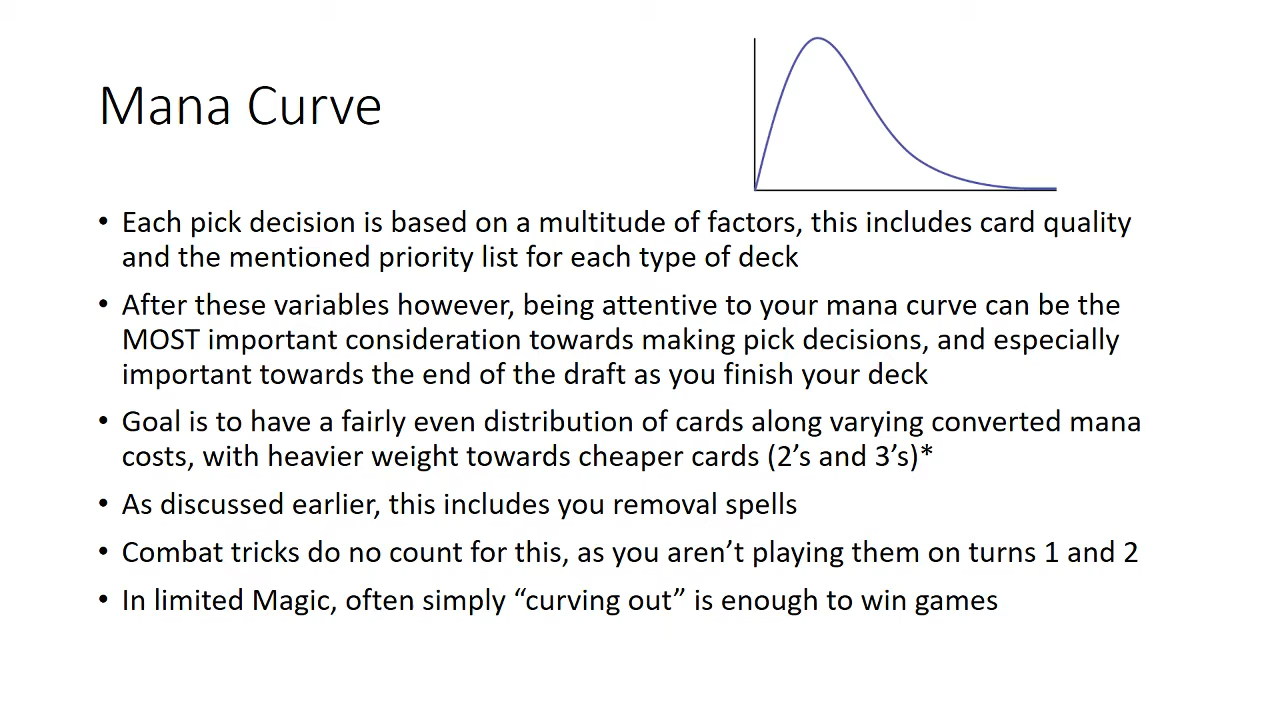 Mana Curve
• Each pick decision is based on a multitude of factors, this includes card quality
and the mentioned priority list for each type of deck
• After these variables however, being attentive to your mana curve can be the
MOST important consideration towards making pick decisions, and especially
important towards the end of the draft as you finish your deck
• Goal is to have a fairly even distribution of cards along varying converted mana
costs, with heavier weight towards cheaper cards (2’s and 3’s)*
• As discussed earlier, this includes you removal spells
• Combat tricks do no count for this, as you aren’t playing them on turns 1 and 2
• In limited Magic, often simply “curving out” is enough to win games